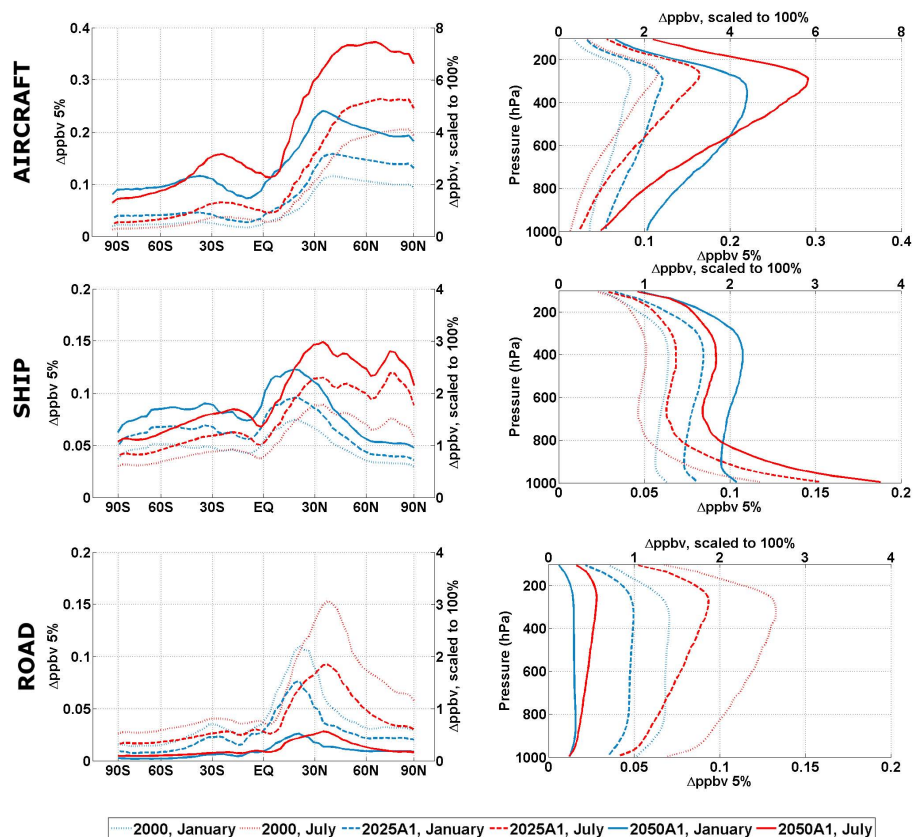 AIRCRAFT
Δppbv 5%
0.4
0.3
0.2
0.1
0
90S 60S 30S EQ 30N 60N 90N
8
6
4
2
0
Δppbv, scaled to 100%
Δppbv, scaled to 100%
0 2 4 6 8
Pressure (hPa)
200
400
600
800
1000
0 0.1 0.2 0.3 0.4
Δppbv 5%
SHIP
Δppbv 5%
0.2
0.15
0.1
0.05
0
90S 60S 30S EQ 30N 60N 90N
4
3
2
1
0
Δppbv, scaled to 100%
Δppbv, scaled to 100%
0 1 2 3 4
Pressure (hPa)
200
400
600
800
1000
0 0.05 0.1 0.15 0.2
Δppbv 5%
ROAD
Δppbv 5%
0.2
0.15
0.1
0.05
0
90S 60S 30S EQ 30N 60N 90N
4
3
2
1
0
Δppbv, scaled to 100%
Δppbv, scaled to 100%
0 1 2 3 4
Pressure (hPa)
200
400
600
800
1000
0 0.05 0.1 0.15 0.2
Δppbv 5%
2000, January 2000, July 2025A1, January 2025A1, July 2050A1, January 2050A1, July